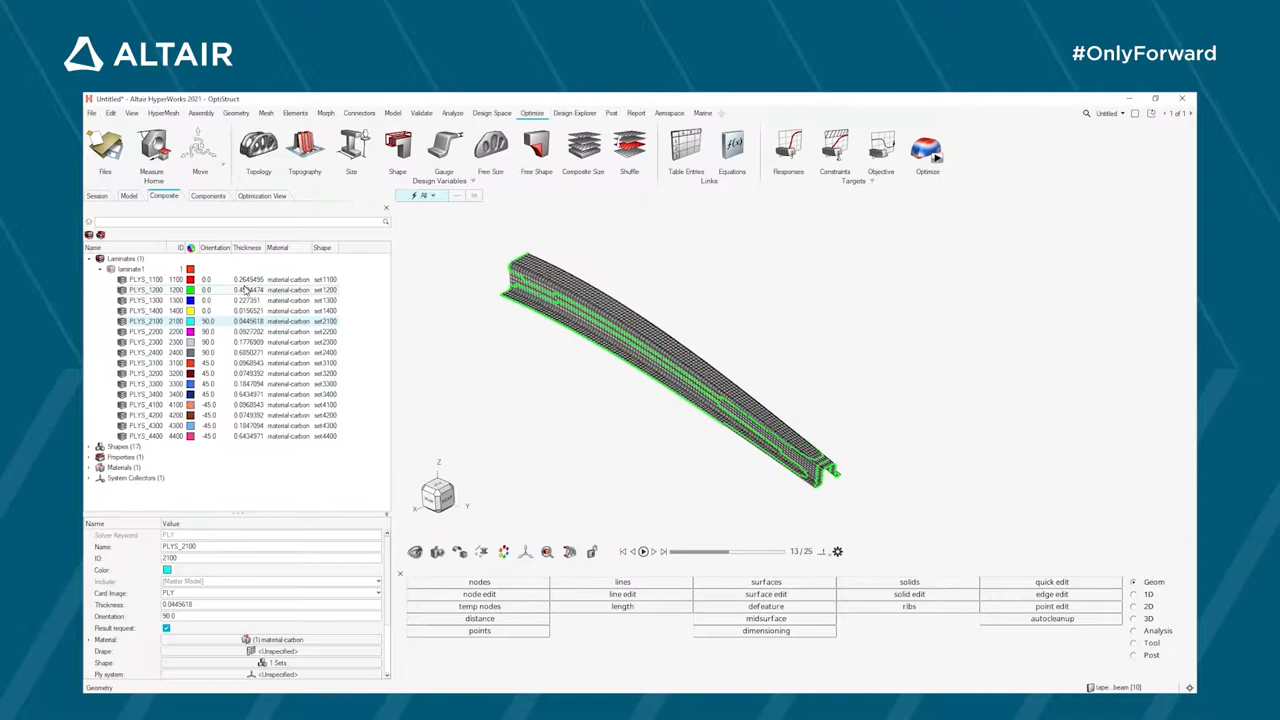 ALTAIR
#OnlyForward
Untitled* - Altair HyperWorks 2021 - OptiStruct
File Edit View HyperMesh Assembly Geometry Mesh Elements Morph Connectors Model Validate Analyze Design Space Optimize Design Explorer Post Report Aerospace Marine Untitled 1 of 1
Files Measure Move Topology Topography Size Shape Gauge Free Size Free Shape Composite Size Shuffle Table Entries Equations Responses Constraints Objective Optimize
Home Design Variables Links Targets
Session Model Composite Components Optimization View All
Name ID Orientation Thickness Material Shape
Laminates (1)
laminate1 1
PLYS_1100 1100 0.0 0.2645495 material-carbon set1100
PLYS_1200 1200 0.0 material-carbon set1200
PLYS_1300 1300 0.0 0.227351 material-carbon set1300
PLYS_1400 1400 0.0 0.0156521 material-carbon set1400
PLYS_2100 2100 90.0 0.0445618 material-carbon set2100
PLYS_2200 2200 90.0 0.0927202 material-carbon set2200
PLYS_2300 2300 90.0 0.1776909 material-carbon set2300
PLYS_2400 2400 90.0 0.6850271 material-carbon set2400
PLYS_3100 3100 45.0 0.0968543 material-carbon set3100
PLYS_3200 3200 45.0 0.0749392 material-carbon set3200
PLYS_3300 3300 45.0 0.1847094 material-carbon set3300
PLYS_3400 3400 45.0 0.6434971 material-carbon set3400
PLYS_4100 4100 -45.0 0.0968543 material-carbon set4100
PLYS_4200 4200 -45.0 0.0749392 material-carbon set4200
PLYS_4300 4300 -45.0 0.1847094 material-carbon set4300
PLYS_4400 4400 -45.0 0.6434971 material-carbon set4400
Shapes (17)
Properties (1)
Materials (1)
System Collectors (1)
Z
X
Y
Name Value
Solver Keyword: PLY
Name: PLYS_2100
ID: 2100
Color:
Include: [Master Model]
Card Image: PLY
Thickness: 0.0445618
Orientation: 90.0
Result request:
Material: (1) material-carbon
Drape: <Unspecified>
Shape: 1 Sets
Ply system: <Unspecified>
13 / 25
nodes lines surfaces solids quick edit Geom
node edit line edit surface edit solid edit edge edit 1D
temp nodes length defeature ribs point edit 2D
distance midsurface autocleanup 3D
points dimensioning Analysis
Tool
Post
Geometry